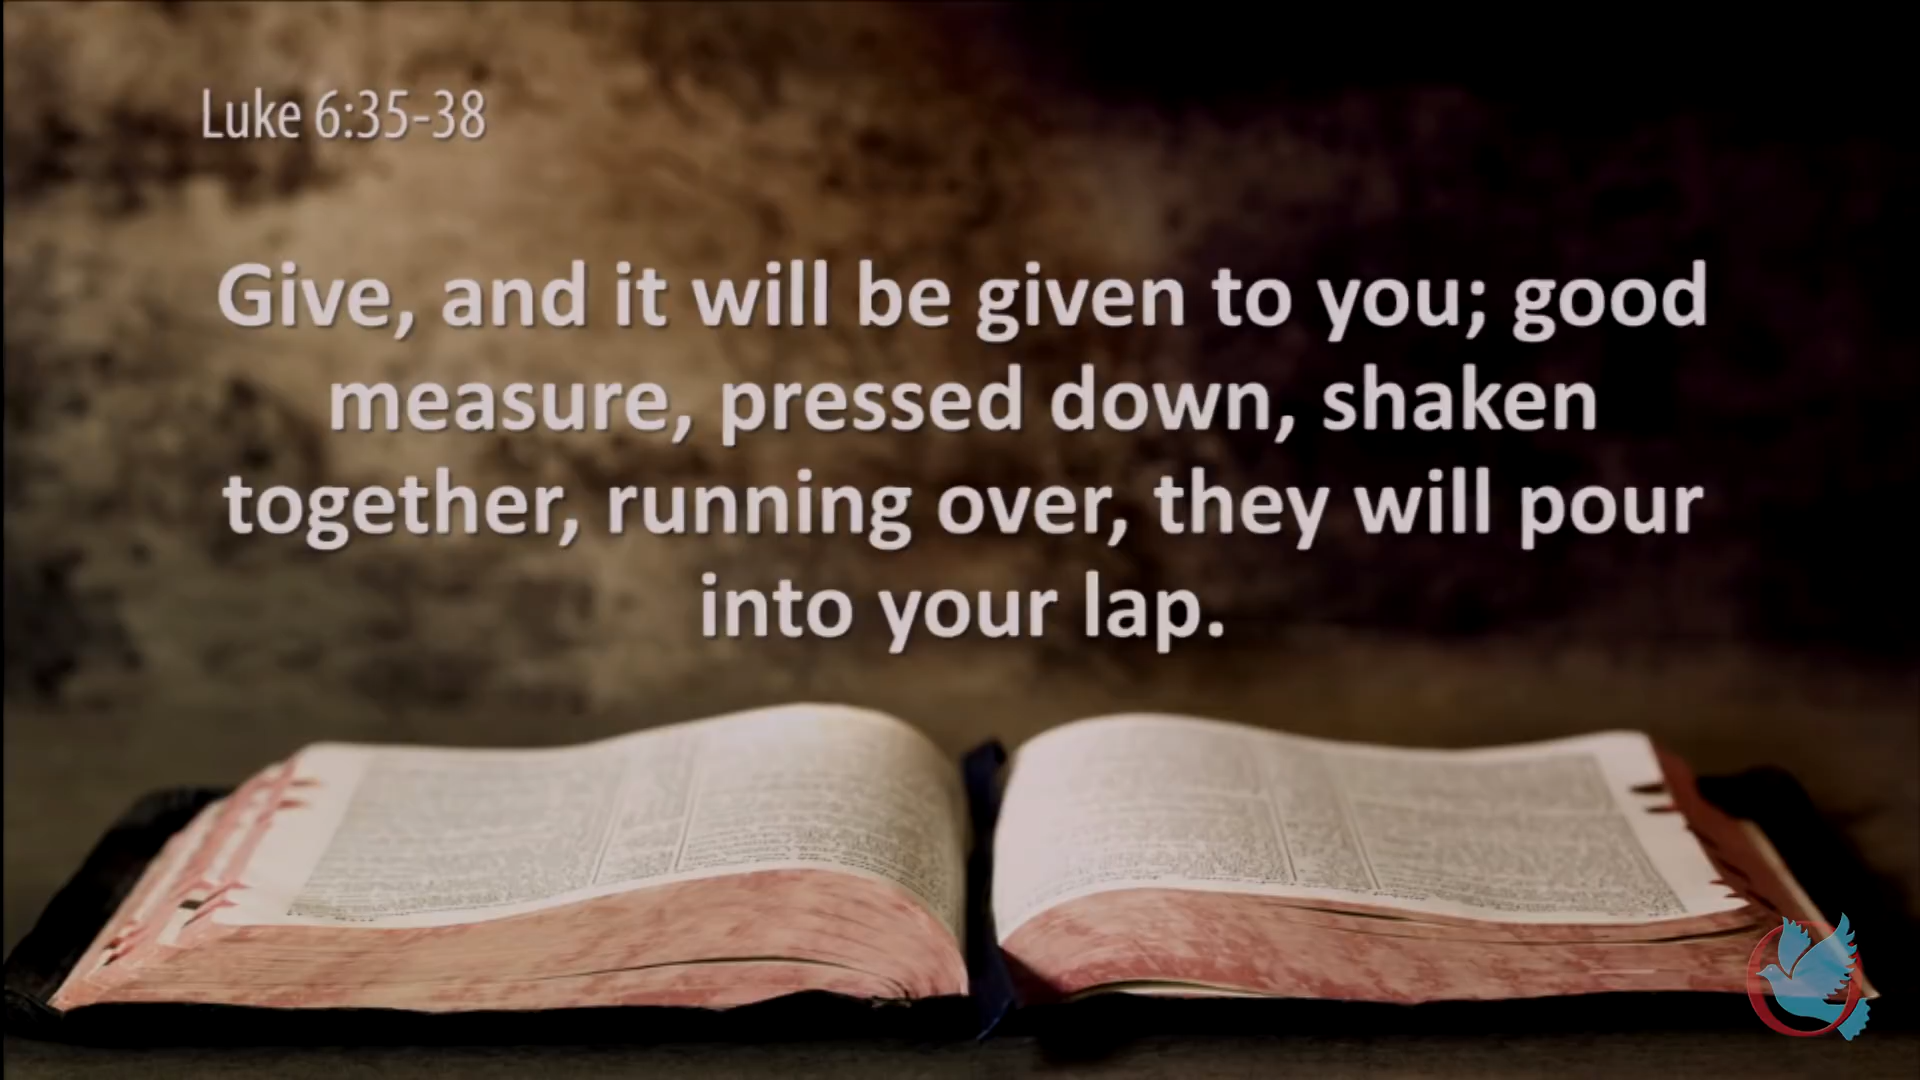 Luke 6:35-38
Give, and it will be given to you; good
measure, pressed down, shaken
together, running over, they will pour
into your lap.